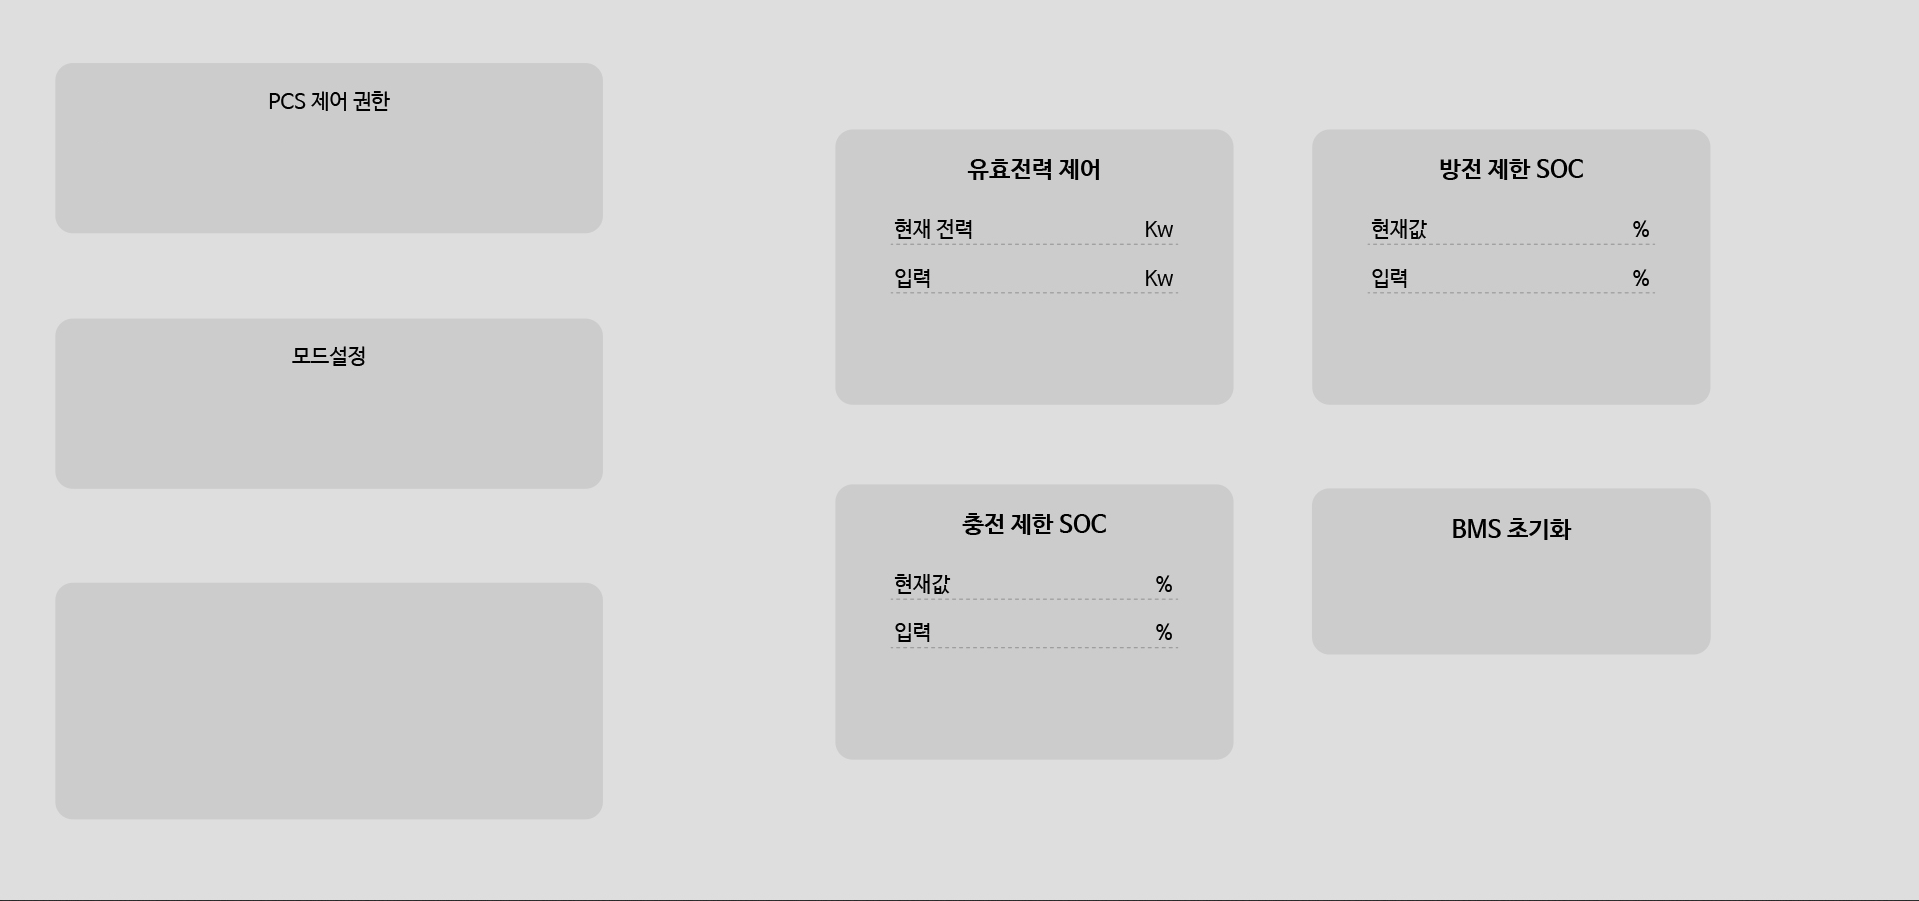 PCS 제어 권한
모드설정
유효전력 제어
현재 전력 Kw
입력 Kw
방전 제한 SOC
현재값 %
입력 %
충전 제한 SOC
현재값 %
입력 %
BMS 초기화